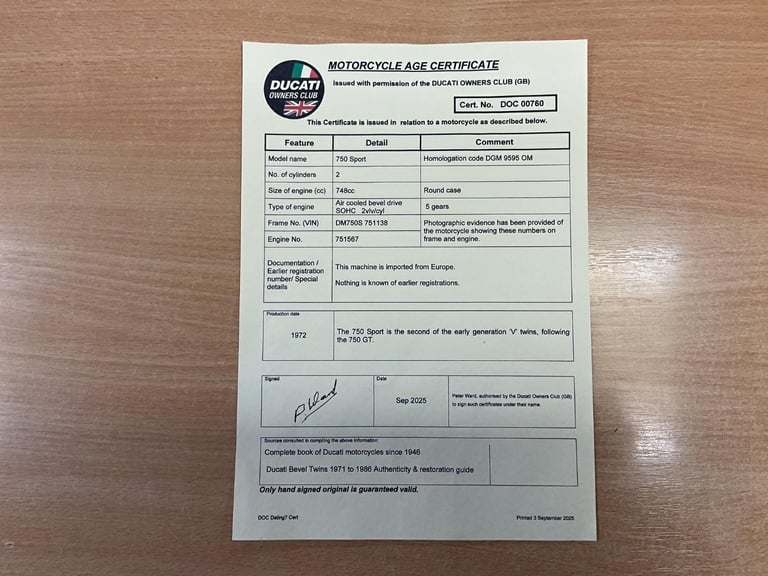 DUCATI
OWNERS CLUB
MOTORCYCLE AGE CERTIFICATE
Issued with permission of the DUCATI OWNERS CLUB (GB)
Cert. No. DOC 00760
This Certificate is issued in relation to a motorcycle as described below.
Feature Detail Comment
Model name 750 Sport Homologation code DGM 9595 OM
No. of cylinders 2
Size of engine (cc) 748cc Round case
Type of engine Air cooled bevel drive SOHC 2vlv/cyl 5 gears
Frame No. (VIN) DM750S 751138 Photographic evidence has been provided of
the motorcycle showing these numbers on
Engine No. 751567 frame and engine.
Documentation /
Earlier registration
number/ Special
details
This machine is imported from Europe.
Nothing is known of earlier registrations.
Production date
1972
The 750 Sport is the second of the early generation 'V' twins, following
the 750 GT.
Signed
P. Ward
Date
Sep 2025
Peter Ward, authorised by the Ducati Owners Club (GB)
to sign such certificates under their name.
Sources consulted in compiling the above information:
Complete book of Ducati motorcycles since 1946
Ducati Bevel Twins 1971 to 1986 Authenticity & restoration guide
Only hand signed original is guaranteed valid.
DOC Dating7 Cert
Printed 3 September 2025